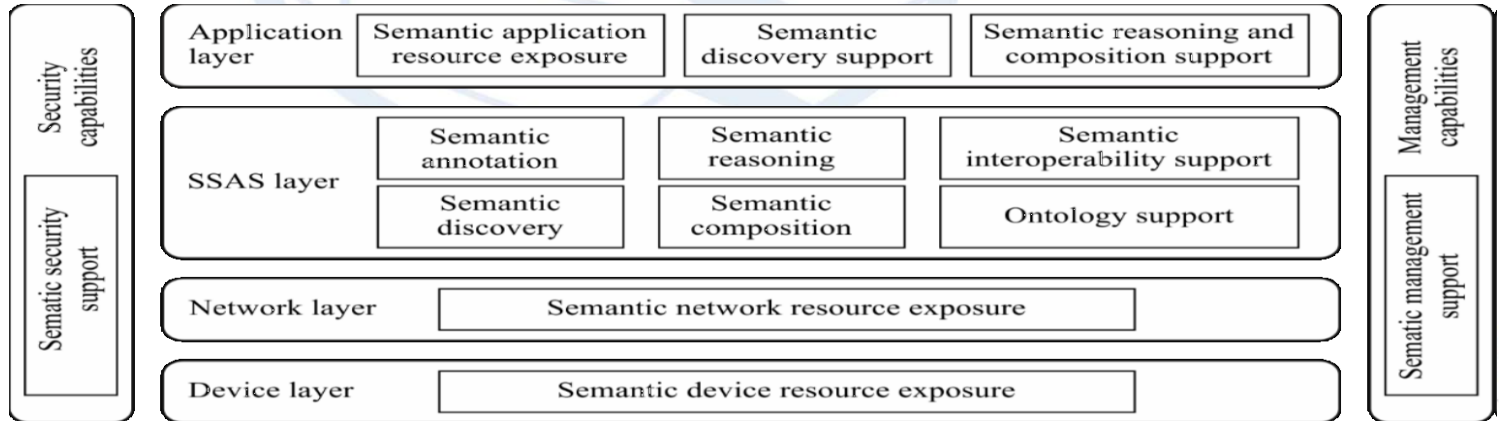 Security
capabilities
Sematic security
support
Application
layer
Semantic application
resource exposure
Semantic
discovery support
Semantic reasoning and
composition support
SSAS layer
Semantic
annotation
Semantic
reasoning
Semantic
interoperability support
Semantic
discovery
Semantic
composition
Ontology support
Network layer
Semantic network resource exposure
Device layer
Semantic device resource exposure
Management
capabilities
Sematic management
support